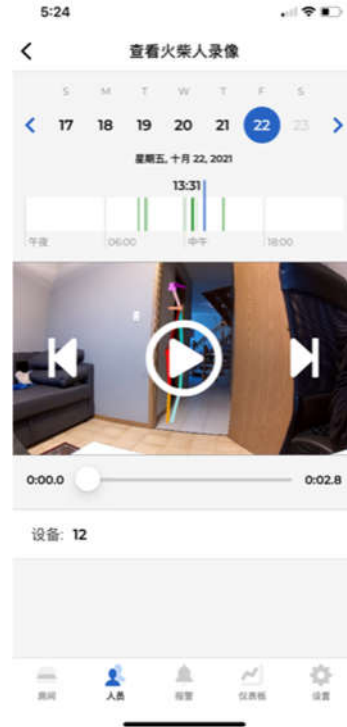 5:24
查看火柴人录像
S M T W T F S
17 18 19 20 21 22 23
星期五, 十月 22, 2021
13:31
午夜 06:00 中午 18:00
0:00.0 0:02.8
设备: 12
房间 人员 报警 仪表板 设置